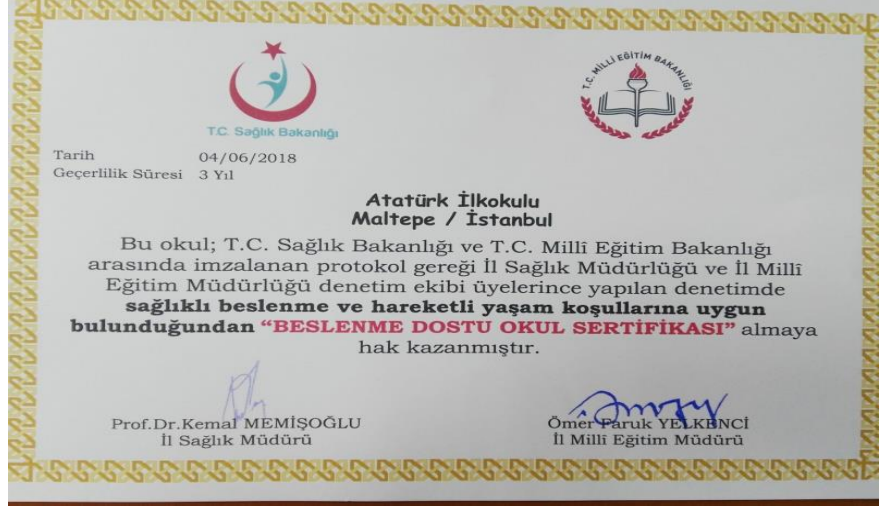 T.C. Sağlık Bakanlığı
T.C. MİLLİ EĞİTİM BAKANLIĞI
Tarih 04/06/2018
Geçerlilik Süresi 3 Yıl
Atatürk İlkokulu
Maltepe / İstanbul
Bu okul; T.C. Sağlık Bakanlığı ve T.C. Millî Eğitim Bakanlığı
arasında imzalanan protokol gereği İl Sağlık Müdürlüğü ve İl Millî
Eğitim Müdürlüğü denetim ekibi üyelerince yapılan denetimde
sağlıklı beslenme ve hareketli yaşam koşullarına uygun
bulunduğundan “BESLENME DOSTU OKUL SERTİFİKASI” almaya
hak kazanmıştır.
Prof.Dr.Kemal MEMİŞOĞLU
İl Sağlık Müdürü
Ömer Faruk YELKENCİ
İl Millî Eğitim Müdürü